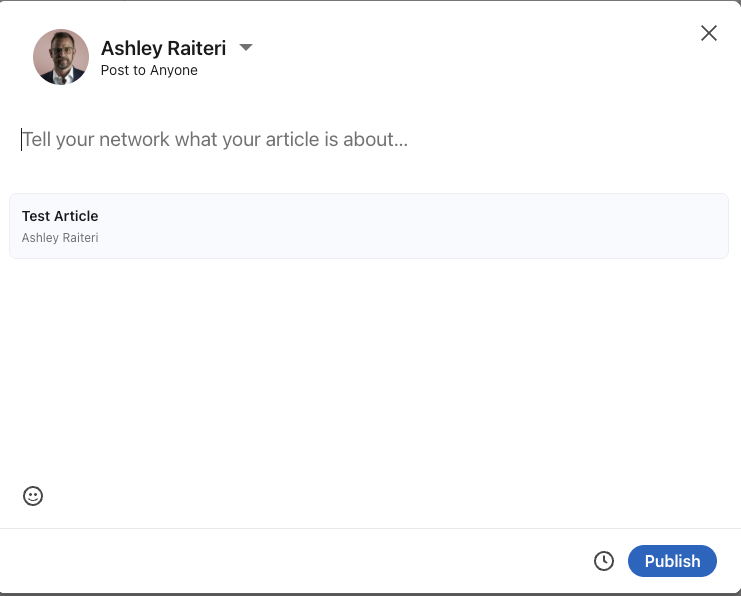 Ashley Raiteri
Post to Anyone
Tell your network what your article is about...
Test Article
Ashley Raiteri
Publish